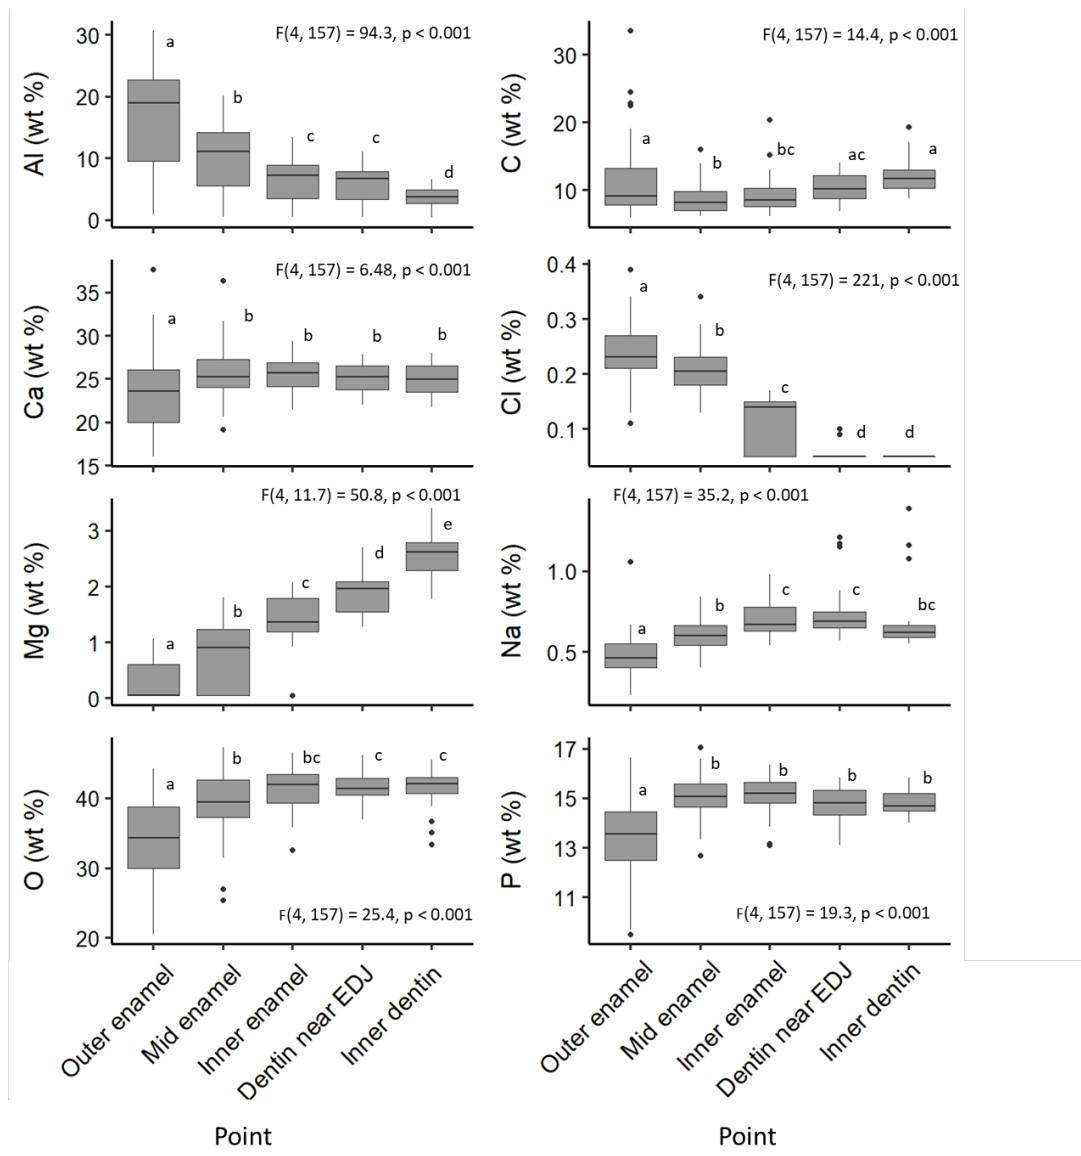 F(4, 157) = 94.3, p < 0.001
Al (wt %)
30
20
10
0
a
b
c
c
d
F(4, 157) = 14.4, p < 0.001
C (wt %)
30
20
10
a
b
bc
ac
a
F(4, 157) = 6.48, p < 0.001
Ca (wt %)
35
30
25
20
15
a
b
b
b
b
F(4, 157) = 221, p < 0.001
Cl (wt %)
0.4
0.3
0.2
0.1
a
b
c
d
d
F(4, 11.7) = 50.8, p < 0.001
Mg (wt %)
3
2
1
0
a
b
c
d
e
F(4, 157) = 35.2, p < 0.001
Na (wt %)
1.0
0.5
a
b
c
c
bc
O (wt %)
40
30
20
a
b
bc
c
c
F(4, 157) = 25.4, p < 0.001
P (wt %)
17
15
13
11
a
b
b
b
b
F(4, 157) = 19.3, p < 0.001
Outer enamel
Mid enamel
Inner enamel
Dentin near EDJ
Inner dentin
Point
Outer enamel
Mid enamel
Inner enamel
Dentin near EDJ
Inner dentin
Point